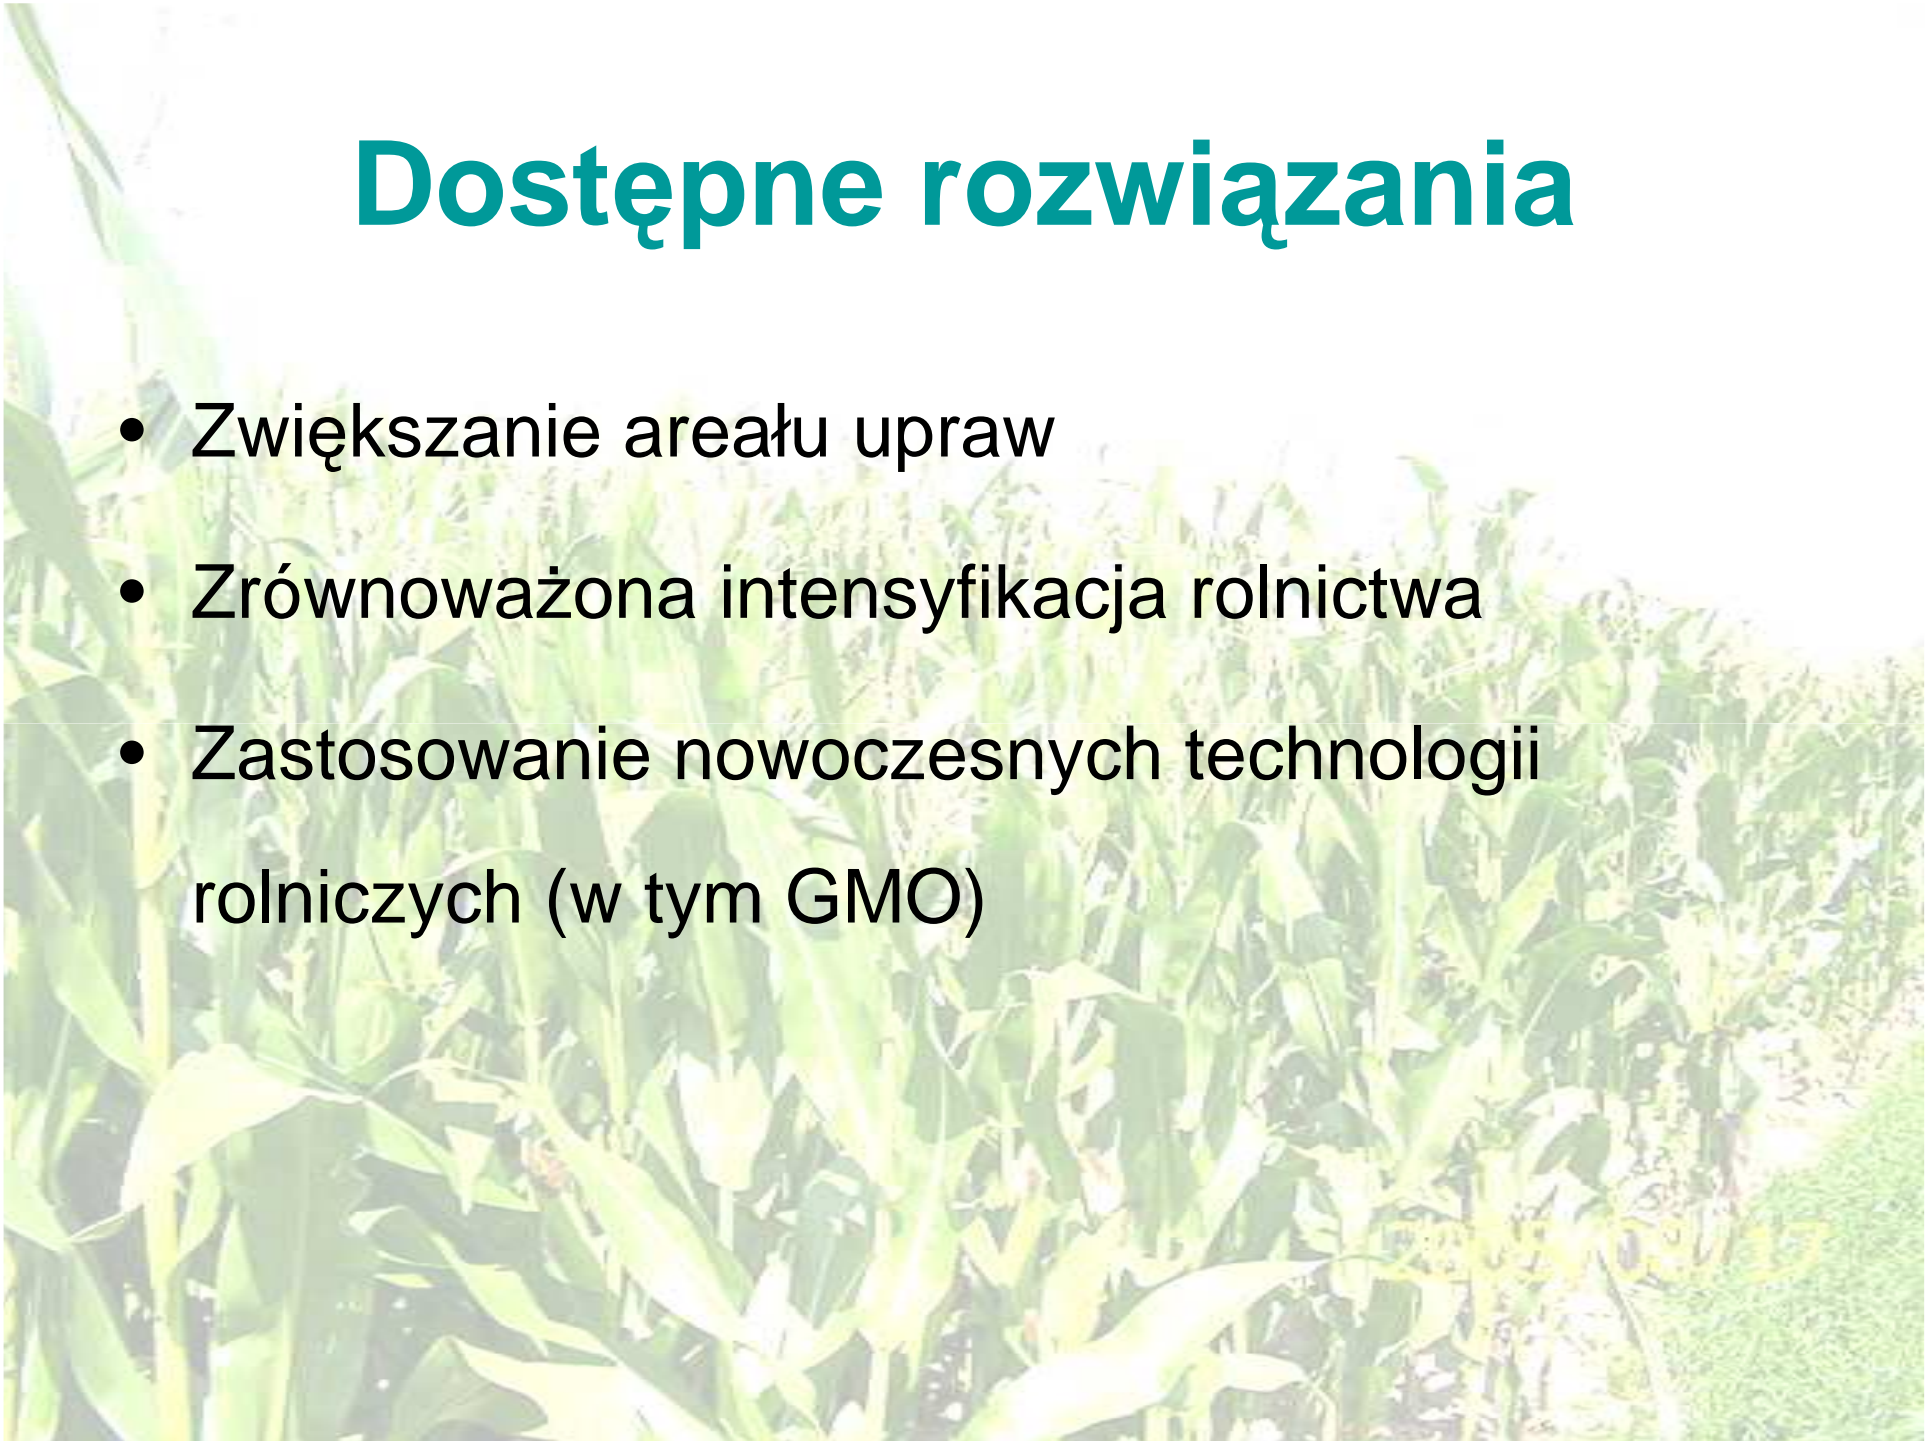 Dostępne rozwiązania
• Zwiększanie areału upraw
• Zrównoważona intensyfikacja rolnictwa
• Zastosowanie nowoczesnych technologii
rolniczych (w tym GMO)